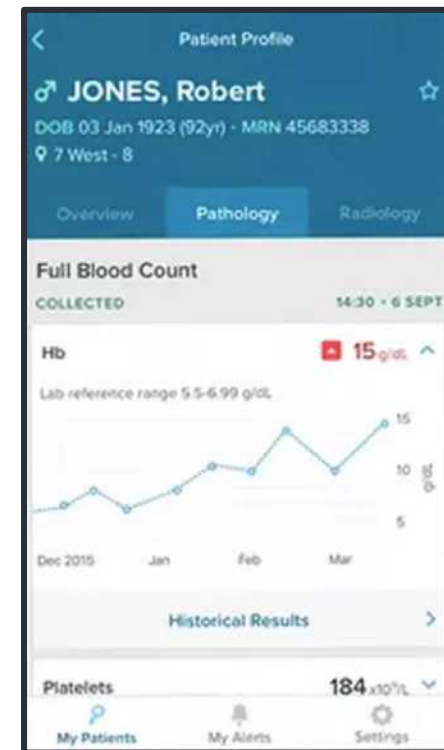 Patient Profile
JONES, Robert
DOB 03 Jan 1923 (92yr) - MRN 45683338
7 West - 8
Overview Pathology Radiology
Full Blood Count
COLLECTED 14:30 - 6 SEPT
Hb 15 g/dL
Lab reference range 5.5-6.99 g/dL
15
10
g/dL
5
Dec 2015 Jan Feb Mar
Historical Results
Platelets 184 x10⁹/L
My Patients My Alerts Settings